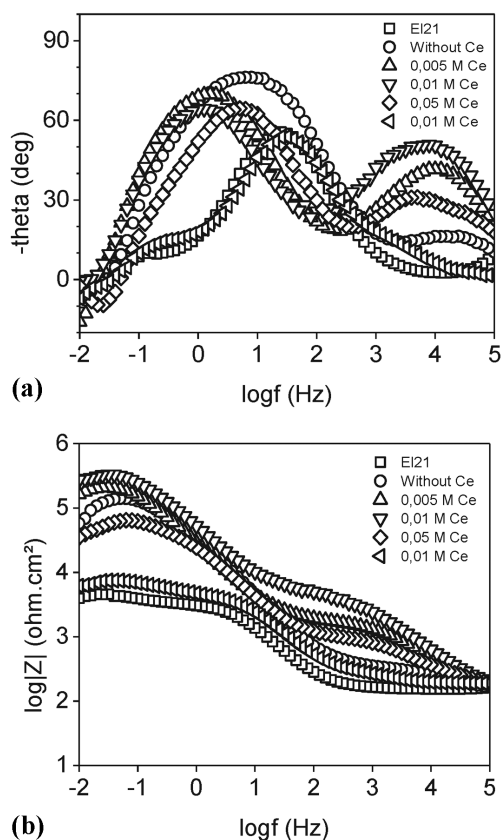 90
60
30
0
-theta (deg)
El21
Without Ce
0,005 M Ce
0,01 M Ce
0,05 M Ce
0,01 M Ce
-2 -1 0 1 2 3 4 5
(a)
logf (Hz)
6
5
4
3
2
1
log|Z| (ohm.cm²)
El21
Without Ce
0,005 M Ce
0,01 M Ce
0,05 M Ce
0,01 M Ce
-2 -1 0 1 2 3 4 5
(b)
logf (Hz)